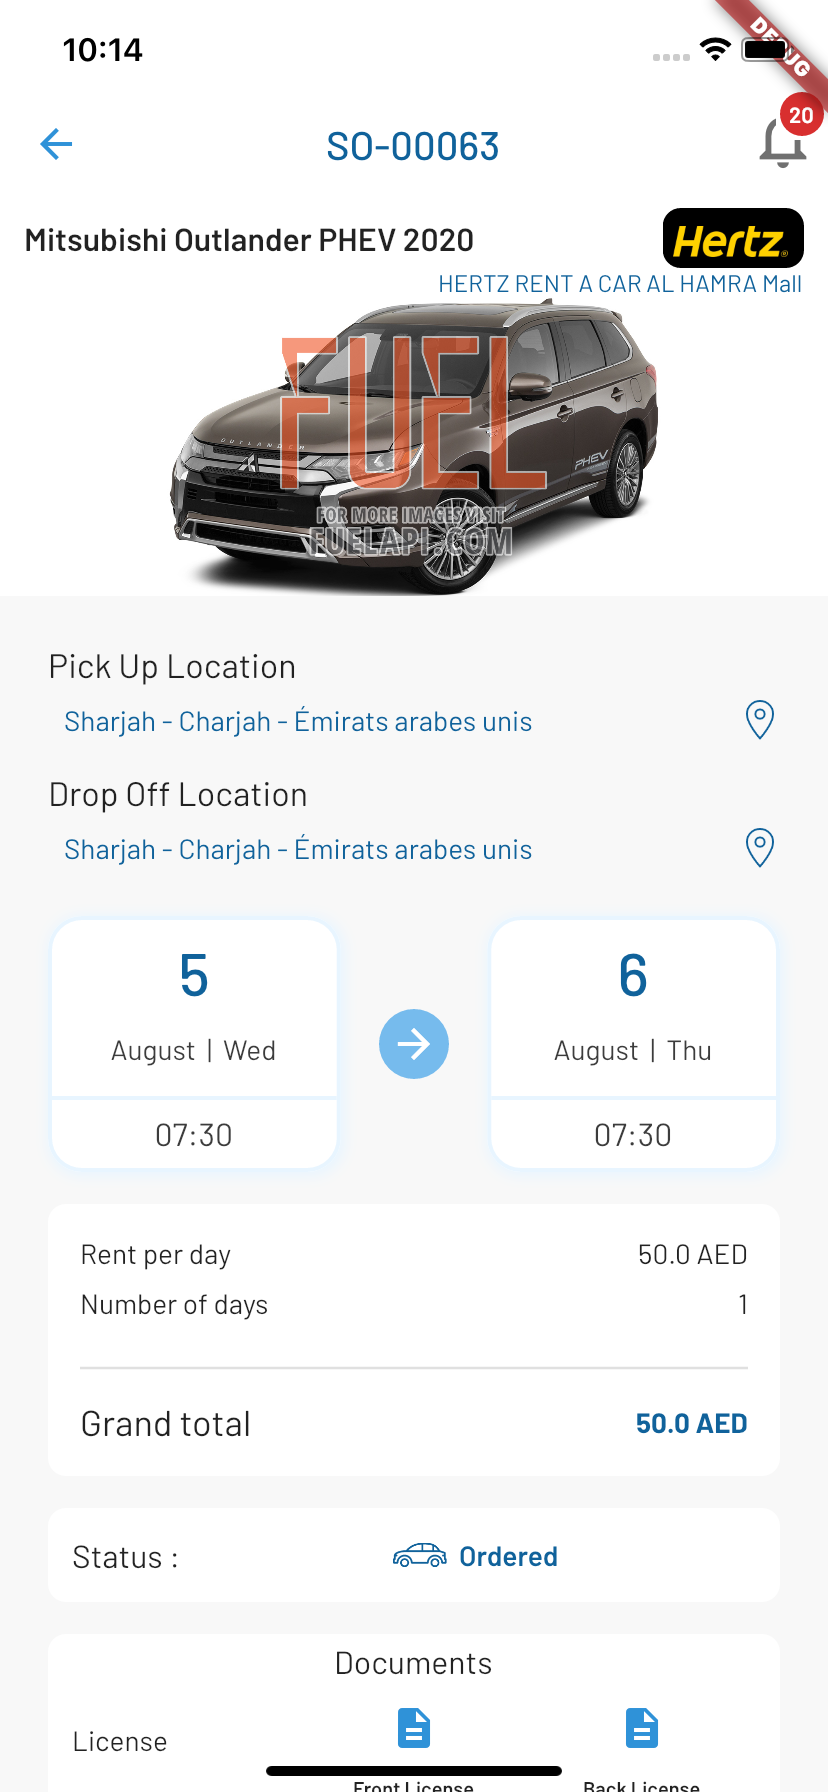 10:14
DEBUG
SO-00063
20
Mitsubishi Outlander PHEV 2020
Hertz
HERTZ RENT A CAR AL HAMRA Mall
OUTLANDER
PHEV
FUEL
FOR MORE IMAGES VISIT
FUELAPI.COM
Pick Up Location
Sharjah - Charjah - Émirats arabes unis
Drop Off Location
Sharjah - Charjah - Émirats arabes unis
5
August | Wed
07:30
6
August | Thu
07:30
Rent per day 50.0 AED
Number of days 1
Grand total 50.0 AED
Status : Ordered
Documents
License
Front License Back License